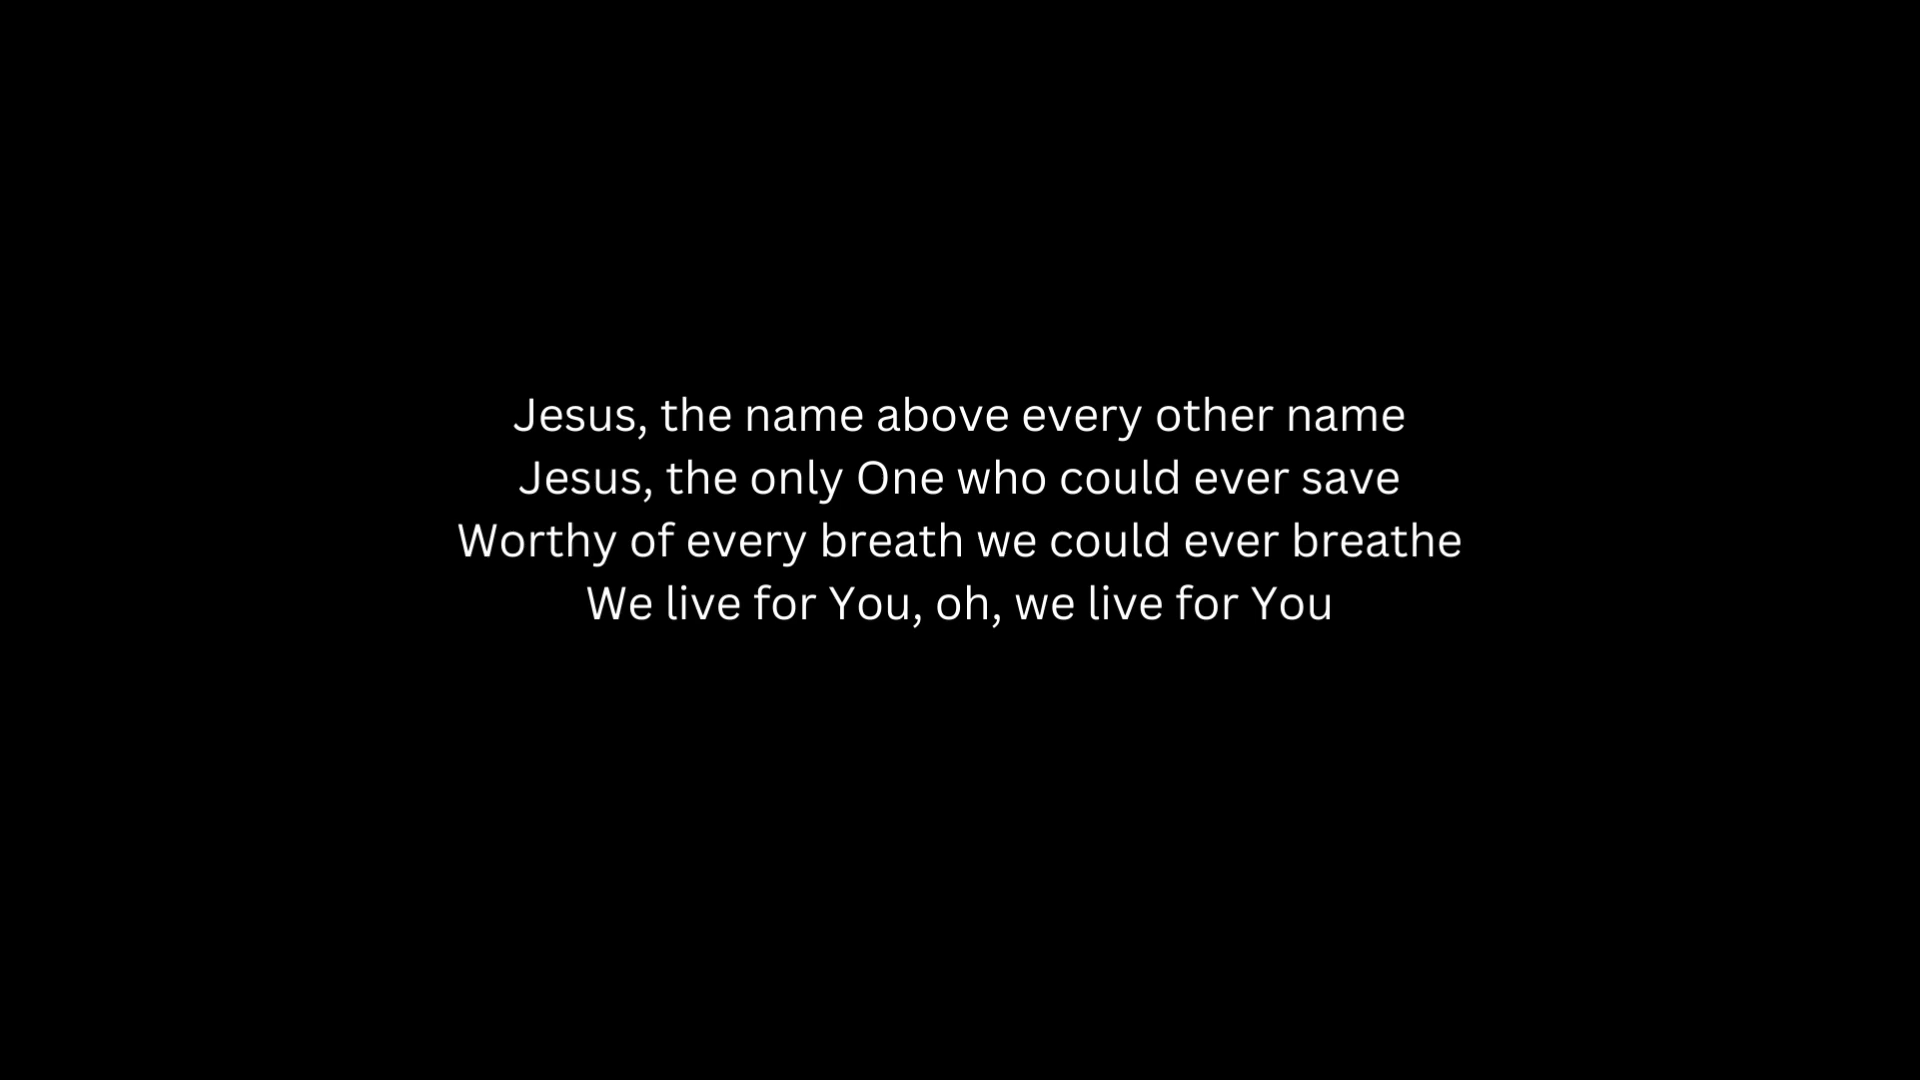 Jesus, the name above every other name
Jesus, the only One who could ever save
Worthy of every breath we could ever breathe
We live for You, oh, we live for You